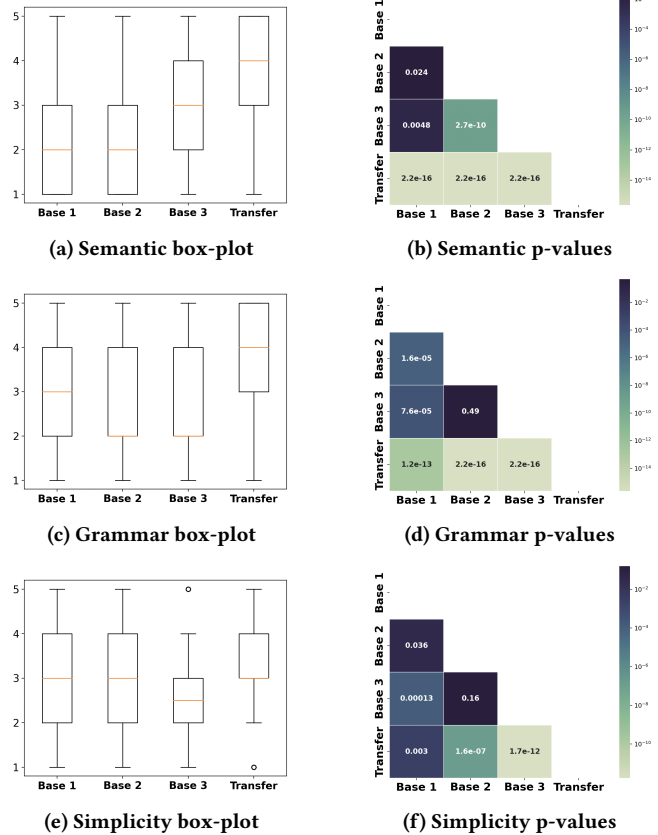 5
4
3
2
1
Base 1 Base 2 Base 3 Transfer
(a) Semantic box-plot
Base 1
Base 2
Base 3
Transfer
0.024
0.0048 2.7e-10
2.2e-16 2.2e-16 2.2e-16
Base 1 Base 2 Base 3 Transfer
10⁻⁴
10⁻⁶
10⁻⁸
10⁻¹⁰
10⁻¹²
10⁻¹⁴
(b) Semantic p-values
5
4
3
2
1
Base 1 Base 2 Base 3 Transfer
(c) Grammar box-plot
Base 1
Base 2
Base 3
Transfer
1.6e-05
7.6e-05 0.49
1.2e-13 2.2e-16 2.2e-16
Base 1 Base 2 Base 3 Transfer
10⁻²
10⁻⁴
10⁻⁶
10⁻⁸
10⁻¹⁰
10⁻¹²
10⁻¹⁴
(d) Grammar p-values
5
4
3
2
1
Base 1 Base 2 Base 3 Transfer
(e) Simplicity box-plot
Base 1
Base 2
Base 3
Transfer
0.036
0.00013 0.16
0.003 1.6e-07 1.7e-12
Base 1 Base 2 Base 3 Transfer
10⁻²
10⁻⁴
10⁻⁶
10⁻⁸
10⁻¹⁰
(f) Simplicity p-values